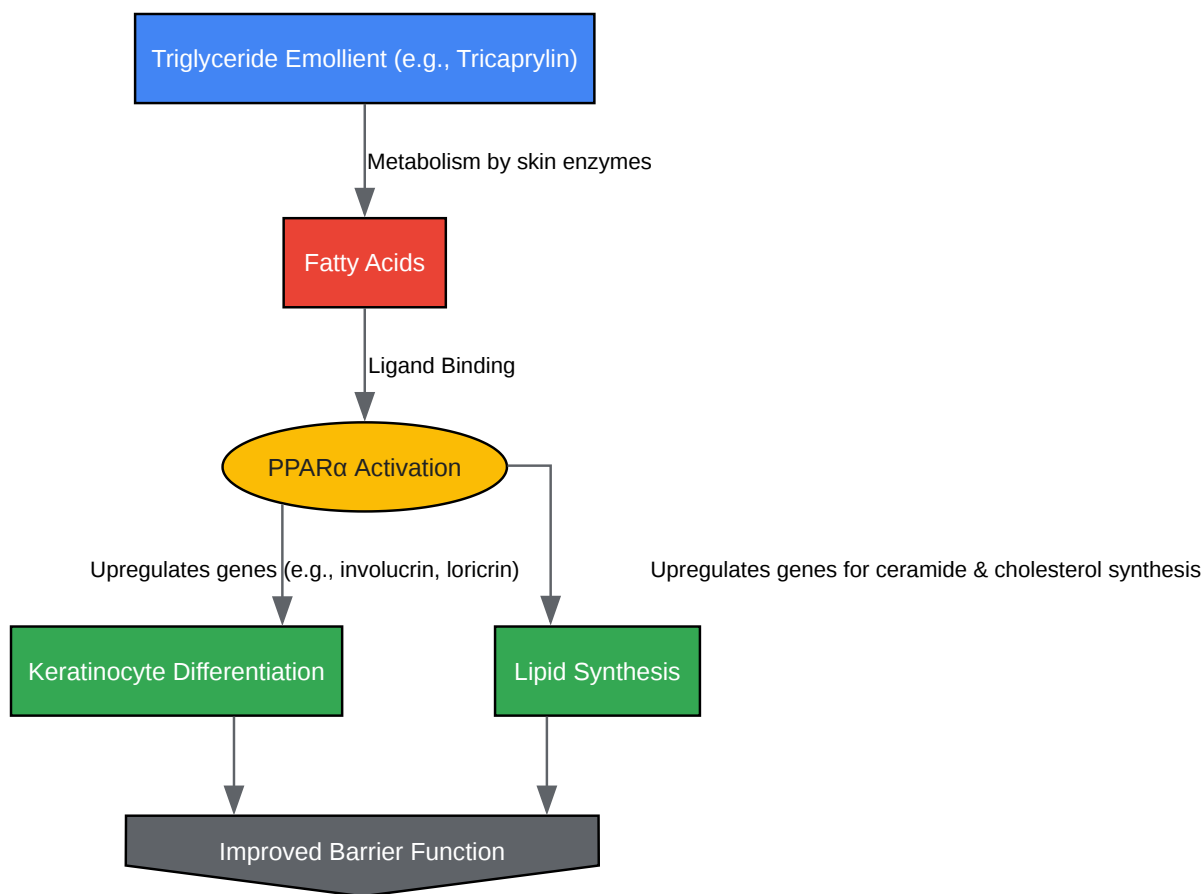 Triglyceride Emollient (e.g., Tricaprylin)
Metabolism by skin enzymes
Fatty Acids
Ligand Binding
PPARα Activation
Upregulates genes (e.g., involucrin, loricrin)
Upregulates genes for ceramide & cholesterol synthesis
Keratinocyte Differentiation
Lipid Synthesis
Improved Barrier Function